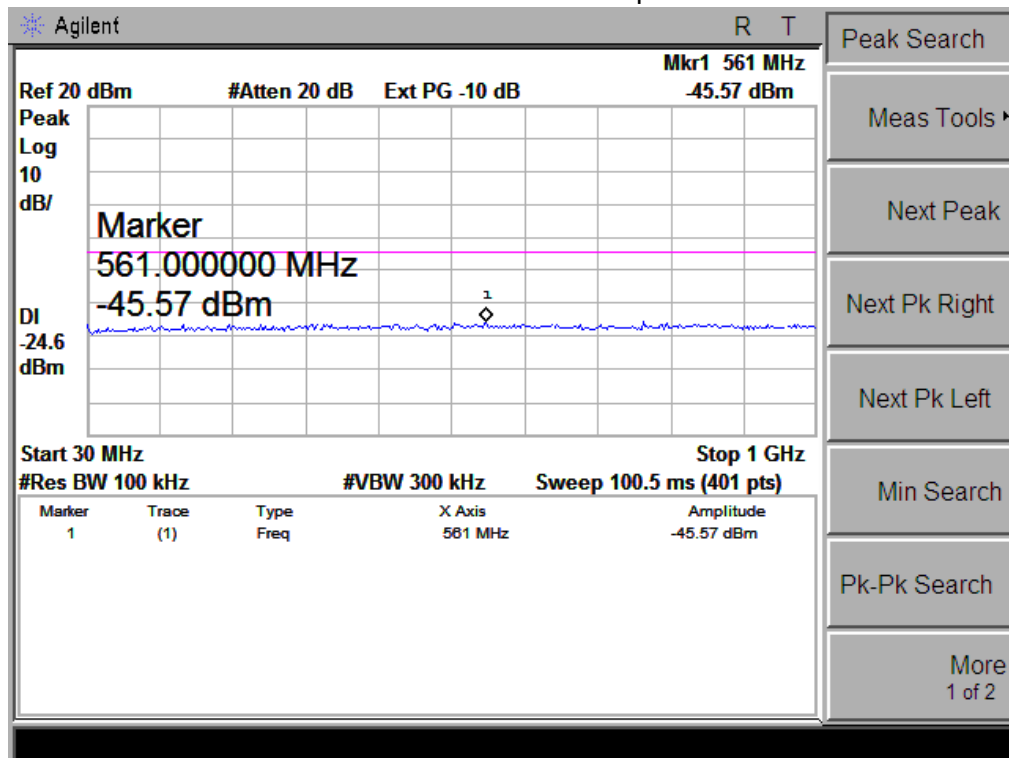 Agilent R T
Peak Search
Mkr1 561 MHz
Ref 20 dBm #Atten 20 dB Ext PG -10 dB -45.57 dBm
Peak
Log
10
dB/
Marker
561.000000 MHz
-45.57 dBm
1
DI
-24.6
dBm
Start 30 MHz Stop 1 GHz
#Res BW 100 kHz #VBW 300 kHz Sweep 100.5 ms (401 pts)
Marker Trace Type X Axis Amplitude
1 (1) Freq 561 MHz -45.57 dBm
Meas Tools
Next Peak
Next Pk Right
Next Pk Left
Min Search
Pk-Pk Search
More
1 of 2